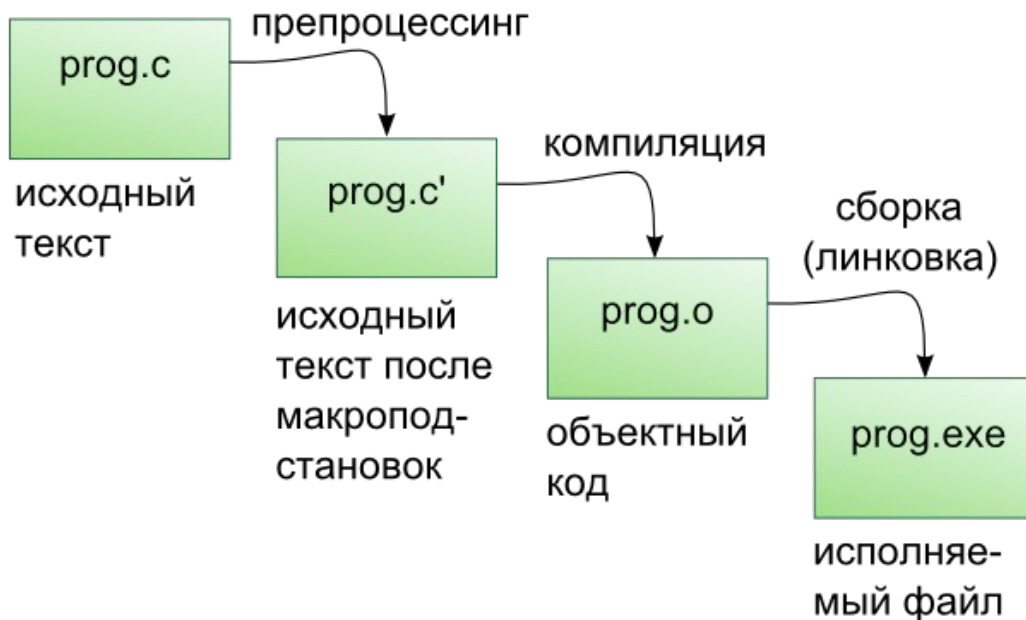 препроцессинг
prog.c
исходный
текст
компиляция
prog.c'
исходный
текст после
макропод-
становок
сборка
(линковка)
prog.o
объектный
код
prog.exe
исполняе-
мый файл